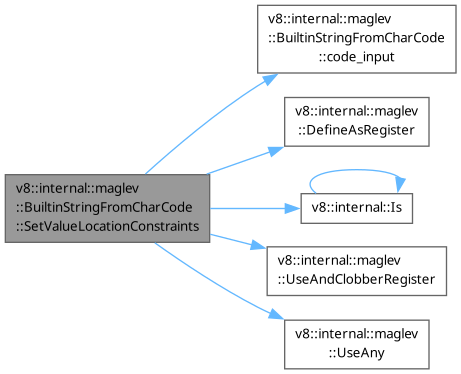 v8::internal::maglev
::BuiltinStringFromCharCode
::SetValueLocationConstraints
v8::internal::maglev
::BuiltinStringFromCharCode
::code_input
v8::internal::maglev
::DefineAsRegister
v8::internal::Is
v8::internal::maglev
::UseAndClobberRegister
v8::internal::maglev
::UseAny